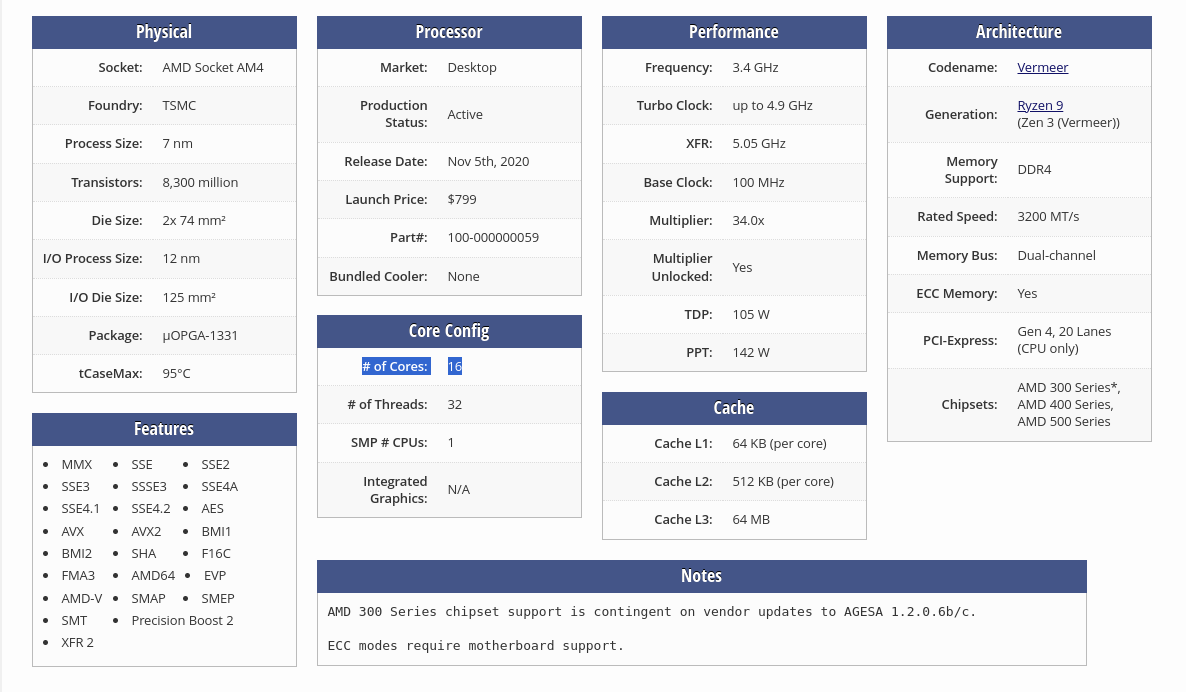 Physical
Socket: AMD Socket AM4
Foundry: TSMC
Process Size: 7 nm
Transistors: 8,300 million
Die Size: 2x 74 mm²
I/O Process Size: 12 nm
I/O Die Size: 125 mm²
Package: µOPGA-1331
tCaseMax: 95°C
Features
• MMX • SSE • SSE2
• SSE3 • SSSE3 • SSE4A
• SSE4.1 • SSE4.2 • AES
• AVX • AVX2 • BMI1
• BMI2 • SHA • F16C
• FMA3 • AMD64 • EVP
• AMD-V • SMAP • SMEP
• SMT • Precision Boost 2
• XFR 2
Processor
Market: Desktop
Production
Status: Active
Release Date: Nov 5th, 2020
Launch Price: $799
Part#: 100-000000059
Bundled Cooler: None
Core Config
# of Cores: 16
# of Threads: 32
SMP # CPUs: 1
Integrated
Graphics: N/A
Performance
Frequency: 3.4 GHz
Turbo Clock: up to 4.9 GHz
XFR: 5.05 GHz
Base Clock: 100 MHz
Multiplier: 34.0x
Multiplier
Unlocked: Yes
TDP: 105 W
PPT: 142 W
Cache
Cache L1: 64 KB (per core)
Cache L2: 512 KB (per core)
Cache L3: 64 MB
Architecture
Codename: Vermeer
Generation: Ryzen 9
(Zen 3 (Vermeer))
Memory
Support: DDR4
Rated Speed: 3200 MT/s
Memory Bus: Dual-channel
ECC Memory: Yes
PCI-Express: Gen 4, 20 Lanes
(CPU only)
Chipsets: AMD 300 Series*,
AMD 400 Series,
AMD 500 Series
Notes
AMD 300 Series chipset support is contingent on vendor updates to AGESA 1.2.0.6b/c.
ECC modes require motherboard support.